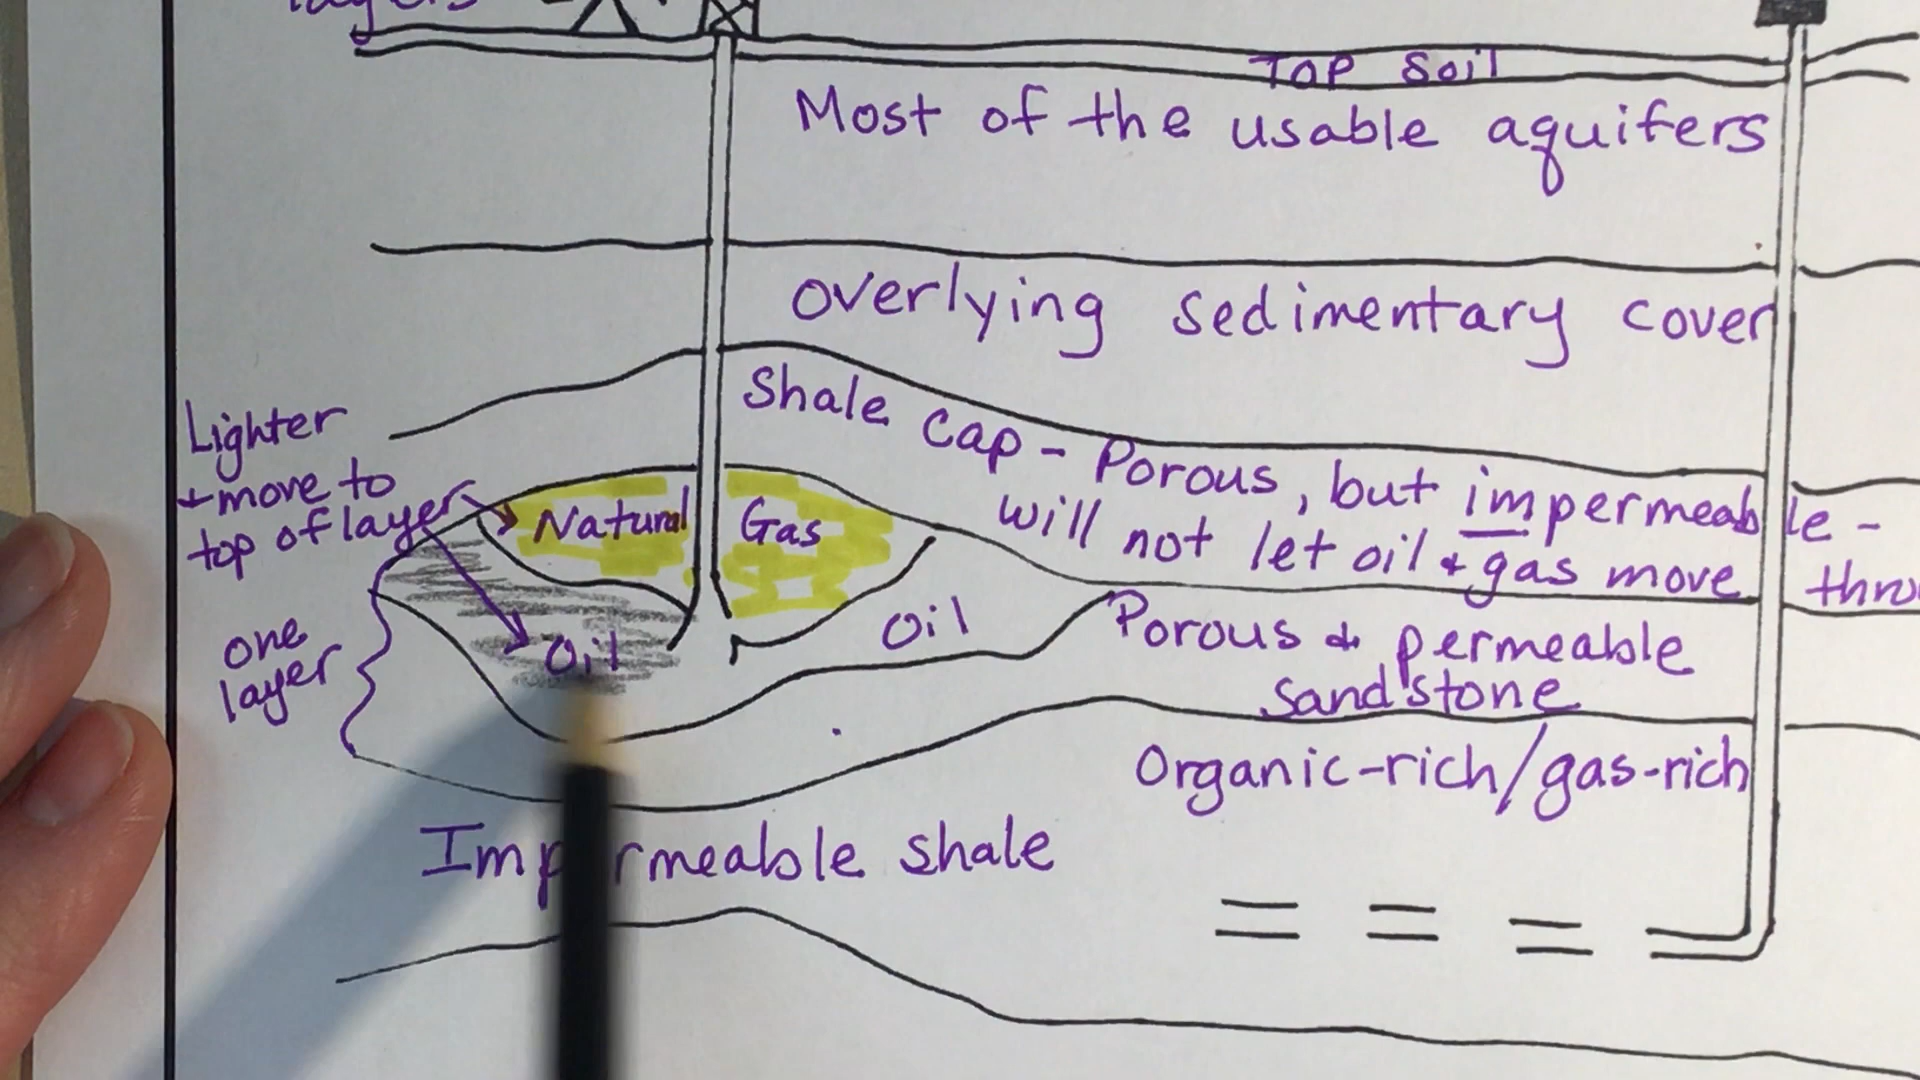 layers
TOP Soil
Most of the usable aquifers
Overlying sedimentary cover
Shale Cap - Porous, but impermeable -
will not let oil + gas move
Lighter
+ move to
top of layer
Natural Gas
Oil
Oil
one
layer
Porous & permeable
Sandstone
Organic-rich/gas-rich
shale